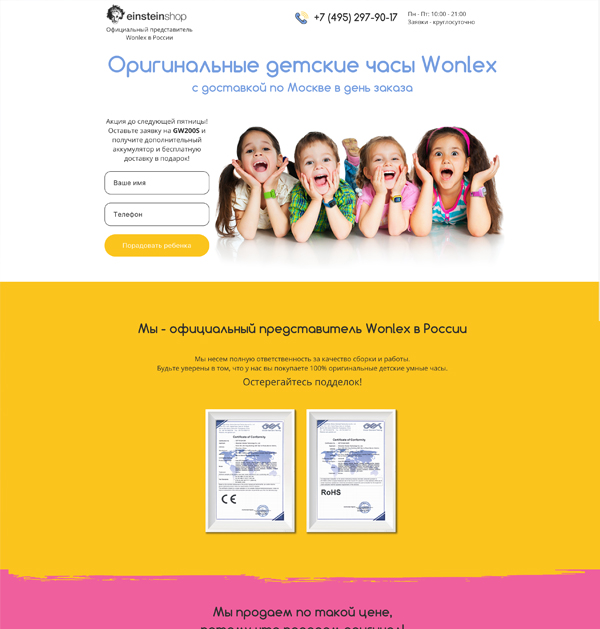 einsteinshop
Официальный представитель
Wonlex в России
+7 (495) 297-90-17
Пн - Пт: 10:00 - 21:00
Заявки - круглосуточно
Оригинальные детские часы Wonlex
с доставкой по Москве в день заказа
Акция до следующей пятницы!
Оставьте заявку на GW200S и
получите дополнительный
аккумулятор и бесплатную
доставку в подарок!
Ваше имя
Телефон
Порадовать ребенка
Мы - официальный представитель Wonlex в России
Мы несем полную ответственность за качество сборки и работы.
Будьте уверены в том, что у нас вы покупаете 100% оригинальные детские умные часы.
Остерегайтесь подделок!
Certificate of Conformity
CE
Certificate of Conformity
RoHS
Мы продаем по такой цене,